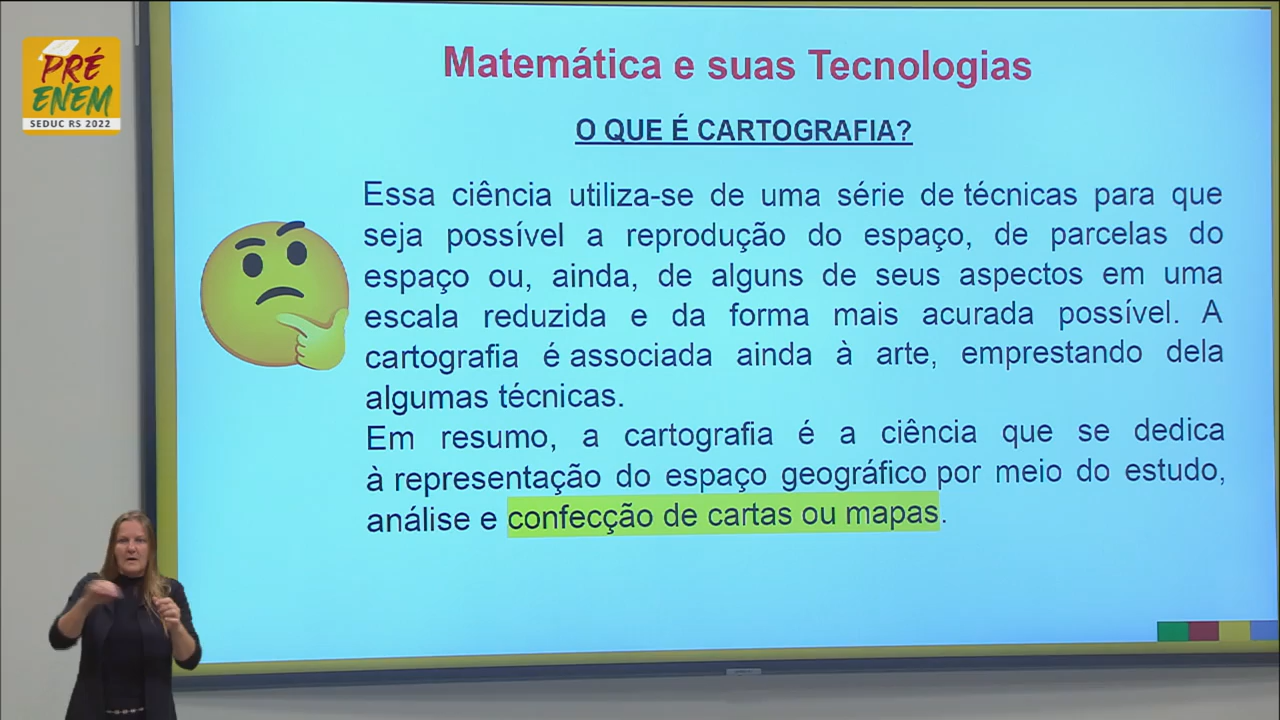 PRÉ
ENEM
SEDUC RS 2022
Matemática e suas Tecnologias
O QUE É CARTOGRAFIA?
Essa ciência utiliza-se de uma série de técnicas para que
seja possível a reprodução do espaço, de parcelas do
espaço ou, ainda, de alguns de seus aspectos em uma
escala reduzida e da forma mais acurada possível. A
cartografia é associada ainda à arte, emprestando dela
algumas técnicas.
Em resumo, a cartografia é a ciência que se dedica
à representação do espaço geográfico por meio do estudo,
análise e confecção de cartas ou mapas.